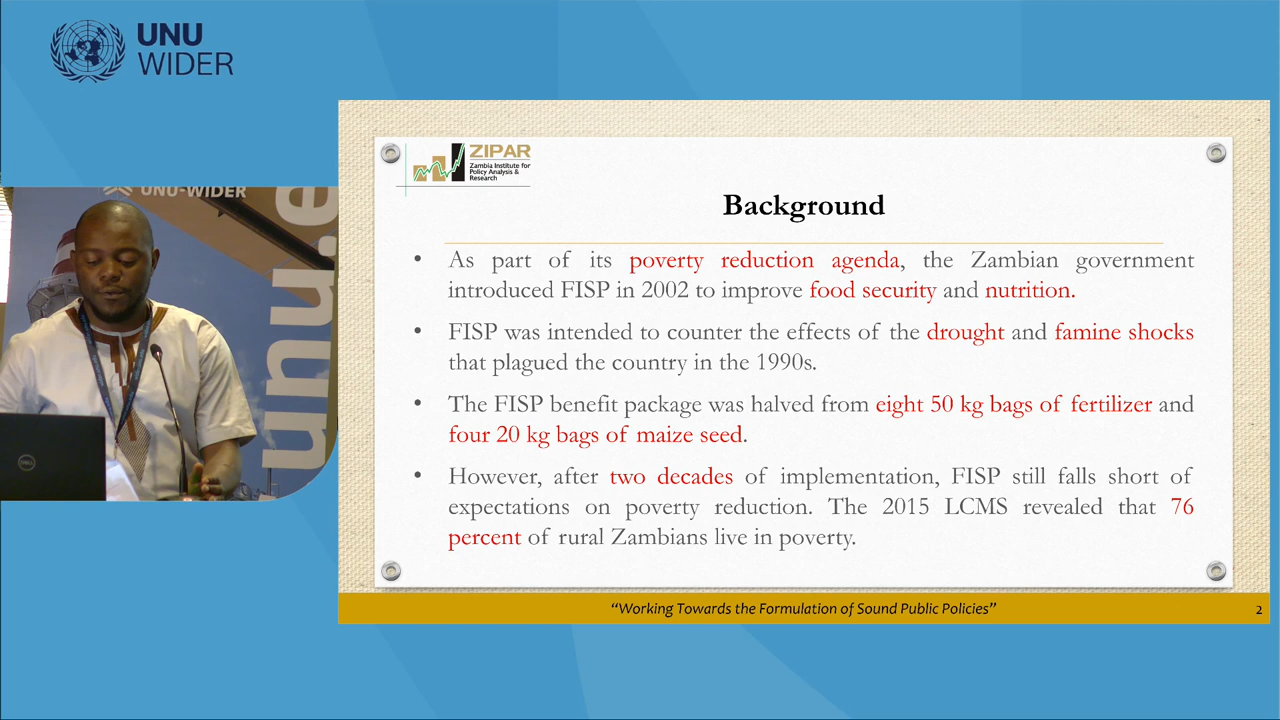 UNU
WIDER
UNU-WIDER
unu.e
DELL
ZIPAR
Zambia Institute for
Policy Analysis &
Research
Background
• As part of its poverty reduction agenda, the Zambian government
introduced FISP in 2002 to improve food security and nutrition.
• FISP was intended to counter the effects of the drought and famine shocks
that plagued the country in the 1990s.
• The FISP benefit package was halved from eight 50 kg bags of fertilizer and
four 20 kg bags of maize seed.
• However, after two decades of implementation, FISP still falls short of
expectations on poverty reduction. The 2015 LCMS revealed that 76
percent of rural Zambians live in poverty.
“Working Towards the Formulation of Sound Public Policies”
2